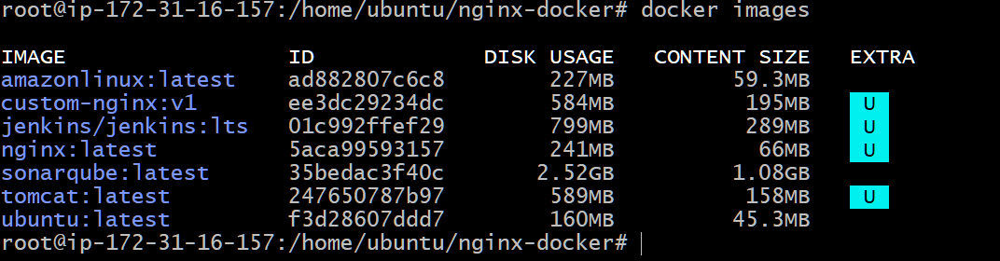 root@ip-172-31-16-157:/home/ubuntu/nginx-docker# docker images
IMAGE ID DISK USAGE CONTENT SIZE EXTRA
amazonlinux:latest ad882807c6c8 227MB 59.3MB
custom-nginx:v1 ee3dc29234dc 584MB 195MB U
jenkins/jenkins:lts 01c992ffef29 799MB 289MB U
nginx:latest 5aca99593157 241MB 66MB U
sonarqube:latest 35bedac3f40c 2.52GB 1.08GB
tomcat:latest 247650787b97 589MB 158MB U
ubuntu:latest f3d28607ddd7 160MB 45.3MB
root@ip-172-31-16-157:/home/ubuntu/nginx-docker#